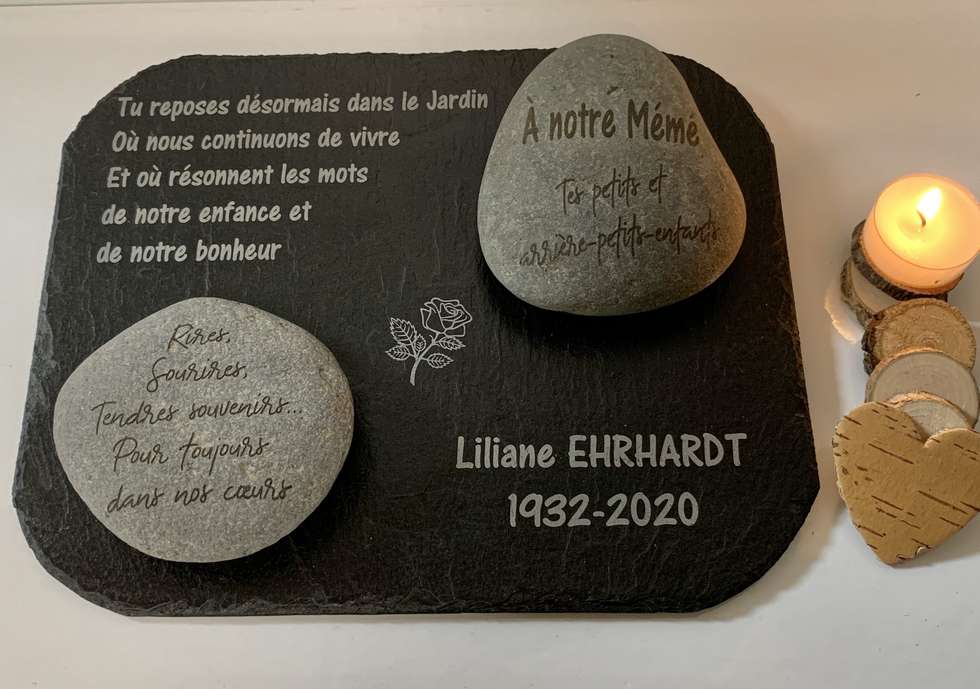 Tu reposes désormais dans le Jardin
Où nous continuons de vivre
Et où résonnent les mots
de notre enfance et
de notre bonheur
À notre Mémé
Tes petits et
arrière-petits-enfants
Rires,
Sourires,
Tendres souvenirs...
Pour toujours
dans nos cœurs
Liliane EHRHARDT
1932-2020